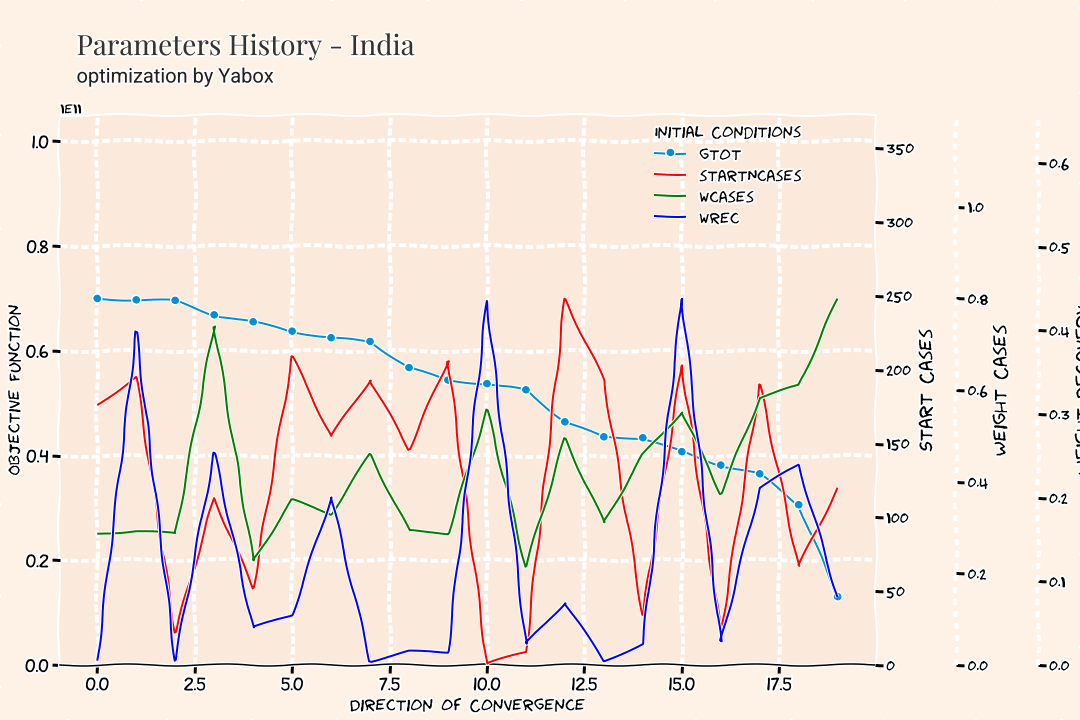 Parameters History - India
optimization by Yabox
1E11
INITIAL CONDITIONS
GTOT
STARTNCASES
WCASES
WREC
OBJECTIVE FUNCTION
1.0
0.8
0.6
0.4
0.2
0.0
0.0
2.5
5.0
7.5
10.0
12.5
15.0
17.5
DIRECTION OF CONVERGENCE
350
300
250
200
150
100
50
0
START CASES
1.0
0.8
0.6
0.4
0.2
0.0
WEIGHT CASES
0.6
0.5
0.4
0.3
0.2
0.1
0.0